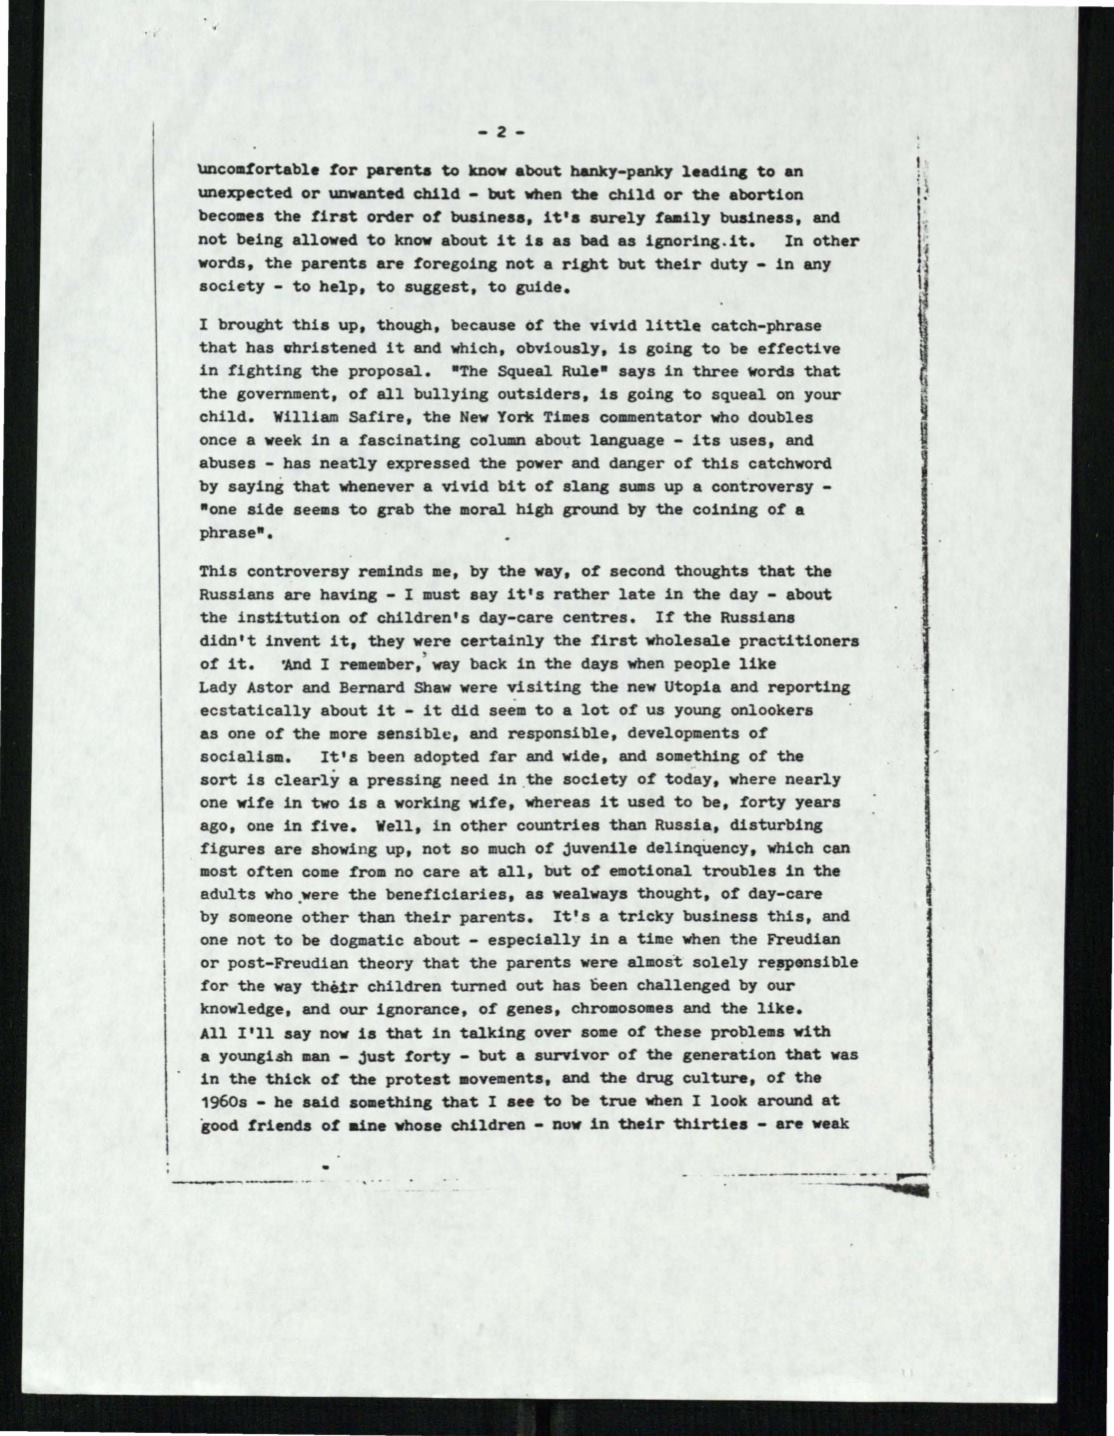 - 2 -
uncomfortable for parents to know about hanky-panky leading to an
unexpected or unwanted child - but when the child or the abortion
becomes the first order of business, it's surely family business, and
not being allowed to know about it is as bad as ignoring.it. In other
words, the parents are foregoing not a right but their duty - in any
society - to help, to suggest, to guide.
I brought this up, though, because of the vivid little catch-phrase
that has christened it and which, obviously, is going to be effective
in fighting the proposal. "The Squeal Rule" says in three words that
the government, of all bullying outsiders, is going to squeal on your
child. William Safire, the New York Times commentator who doubles
once a week in a fascinating column about language - its uses, and
abuses - has neatly expressed the power and danger of this catchword
by saying that whenever a vivid bit of slang sums up a controversy -
"one side seems to grab the moral high ground by the coining of a
phrase".
This controversy reminds me, by the way, of second thoughts that the
Russians are having - I must say it's rather late in the day - about
the institution of children's day-care centres. If the Russians
didn't invent it, they were certainly the first wholesale practitioners
of it. 'And I remember,' way back in the days when people like
Lady Astor and Bernard Shaw were visiting the new Utopia and reporting
ecstatically about it - it did seem to a lot of us young onlookers
as one of the more sensible, and responsible, developments of
socialism. It's been adopted far and wide, and something of the
sort is clearly a pressing need in the society of today, where nearly
one wife in two is a working wife, whereas it used to be, forty years
ago, one in five. Well, in other countries than Russia, disturbing
figures are showing up, not so much of juvenile delinquency, which can
most often come from no care at all, but of emotional troubles in the
adults who were the beneficiaries, as wealways thought, of day-care
by someone other than their parents. It's a tricky business this, and
one not to be dogmatic about - especially in a time when the Freudian
or post-Freudian theory that the parents were almost solely responsible
for the way their children turned out has been challenged by our
knowledge, and our ignorance, of genes, chromosomes and the like.
All I'll say now is that in talking over some of these problems with
a youngish man - just forty - but a survivor of the generation that was
in the thick of the protest movements, and the drug culture, of the
1960s - he said something that I see to be true when I look around at
good friends of mine whose children - now in their thirties - are weak